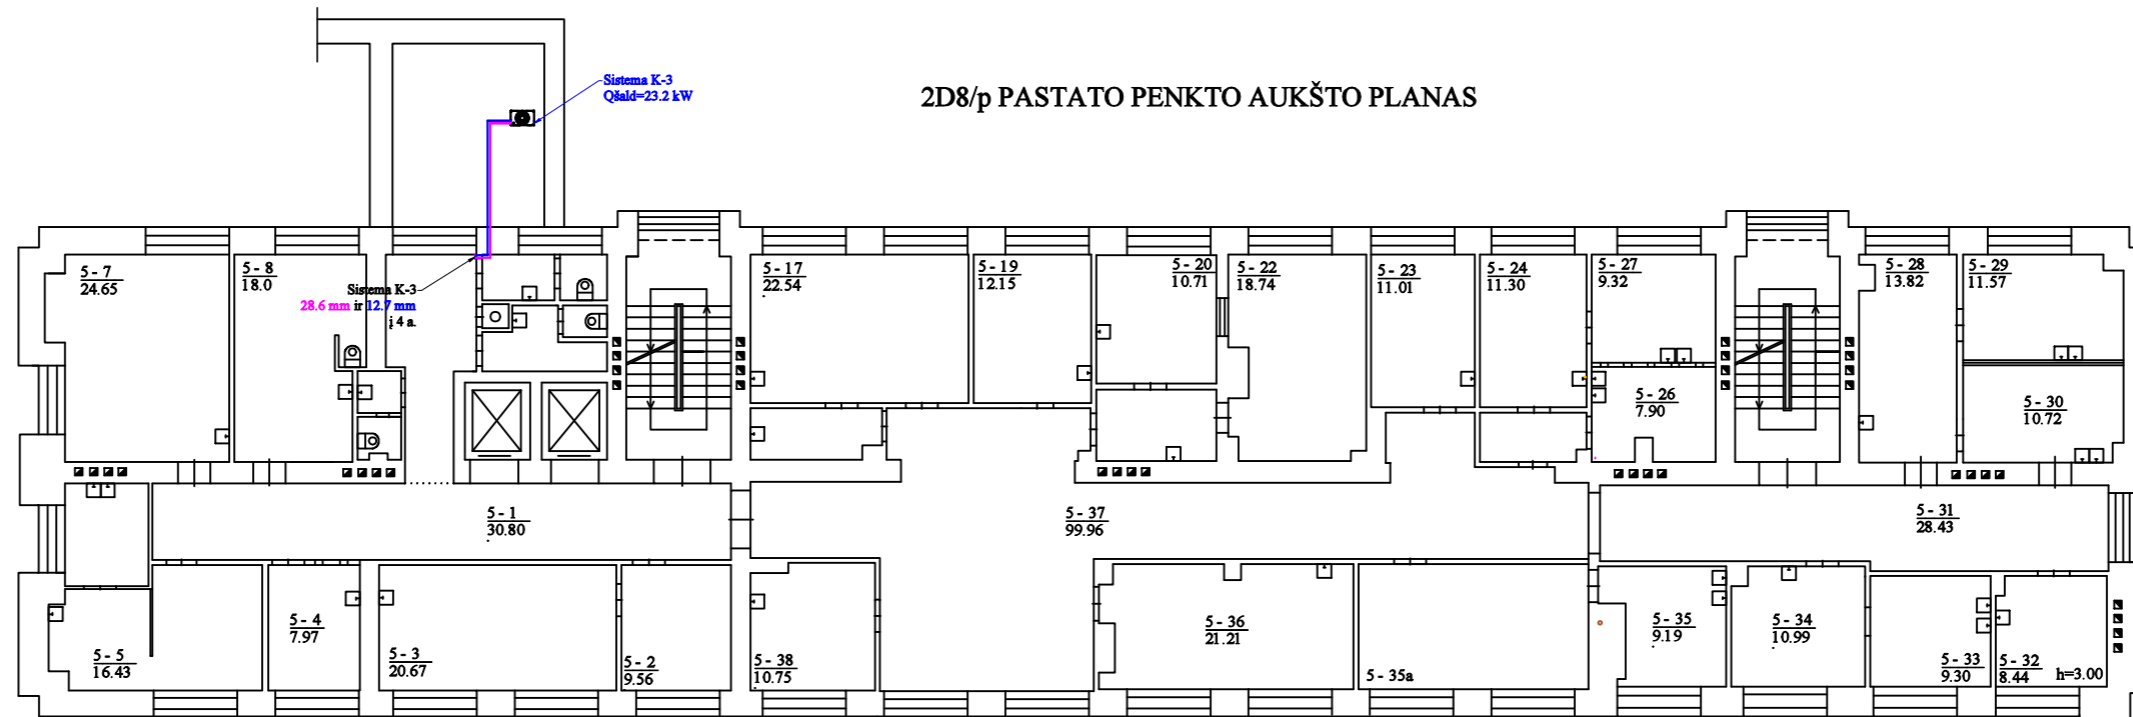 Sistema K-3
Qšald=23.2 kW
2D8/p PASTATO PENKTO AUKŠTO PLANAS
5 - 7
24.65
5 - 8
18.0
Sistema K-3
28.6 mm ir 12.7 mm
į 4 a.
5 - 17
22.54
5 - 19
12.15
5 - 20
10.71
5 - 22
18.74
5 - 23
11.01
5 - 24
11.30
5 - 27
9.32
5 - 26
7.90
5 - 28
13.82
5 - 29
11.57
5 - 30
10.72
5 - 1
30.80
5 - 37
99.96
5 - 31
28.43
5 - 5
16.43
5 - 4
7.97
5 - 3
20.67
5 - 2
9.56
5 - 38
10.75
5 - 36
21.21
5 - 35a
5 - 35
9.19
5 - 34
10.99
5 - 33
9.30
5 - 32
8.44
h=3.00